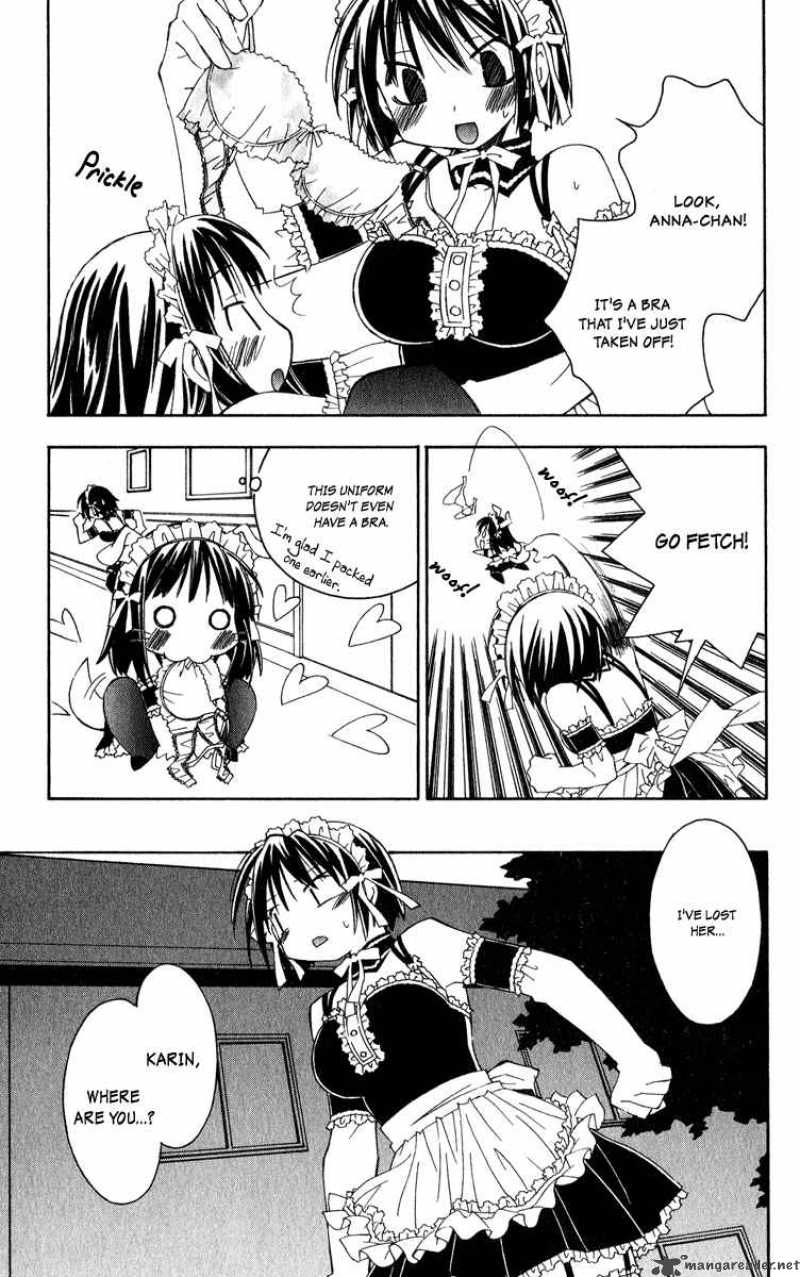 LOOK,
ANNA-CHAN!
Prickle
IT'S A BRA
THAT I'VE JUST
TAKEN OFF!
THIS UNIFORM
DOESN'T EVEN
HAVE A BRA.
I'm glad I packed
one earlier.
woof!
GO FETCH!
woof!
I'VE LOST
HER...
KARIN,
WHERE
ARE YOU...?
mangareader.net